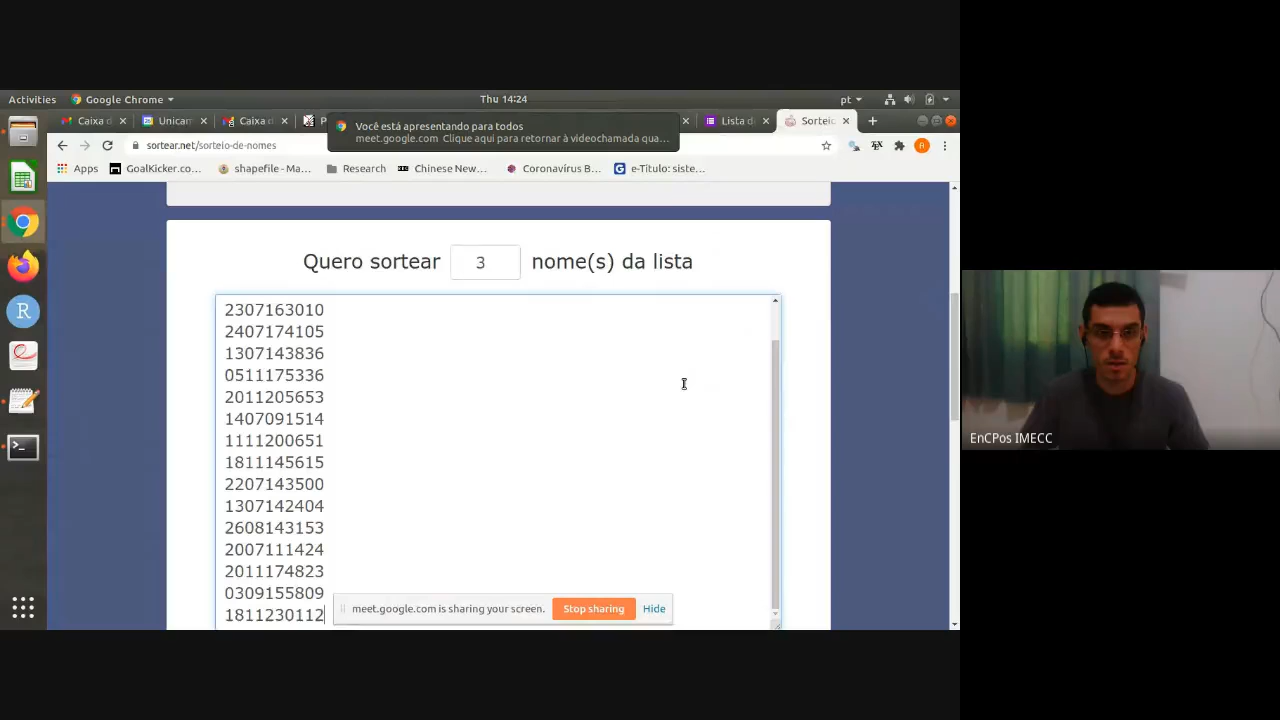 Activities Google Chrome Thu 14:24 pt
Caixa d Unicam Caixa d P Lista d Sorteio
Você está apresentando para todos
meet.google.com Clique aqui para retornar à videochamada qua...
sortear.net/sorteio-de-nomes
Apps GoalKicker.co... shapefile - Ma... Research Chinese New... Coronavírus B... e-Título: siste...
Quero sortear 3 nome(s) da lista
2307163010
2407174105
1307143836
0511175336
2011205653
1407091514
1111200651
1811145615
2207143500
1307142404
2608143153
2007111424
2011174823
0309155809
1811230112
meet.google.com is sharing your screen. Stop sharing Hide
EnCPos IMECC